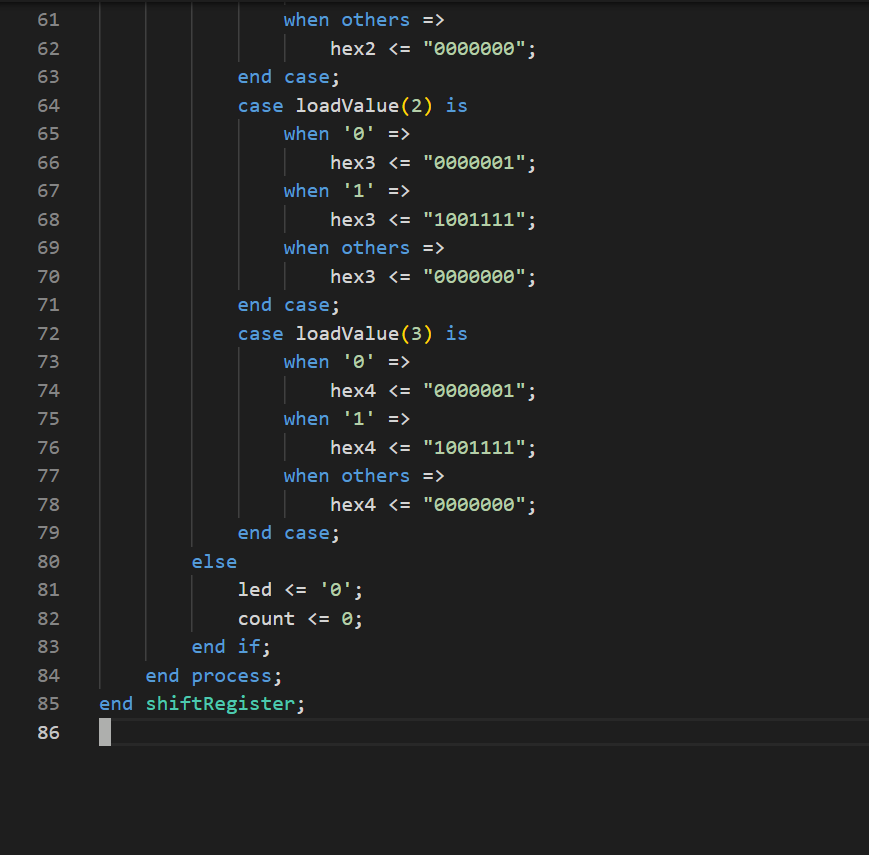 61 when others =>
62 hex2 <= "0000000";
63 end case;
64 case loadValue(2) is
65 when '0' =>
66 hex3 <= "0000001";
67 when '1' =>
68 hex3 <= "1001111";
69 when others =>
70 hex3 <= "0000000";
71 end case;
72 case loadValue(3) is
73 when '0' =>
74 hex4 <= "0000001";
75 when '1' =>
76 hex4 <= "1001111";
77 when others =>
78 hex4 <= "0000000";
79 end case;
80 else
81 led <= '0';
82 count <= 0;
83 end if;
84 end process;
85 end shiftRegister;
86